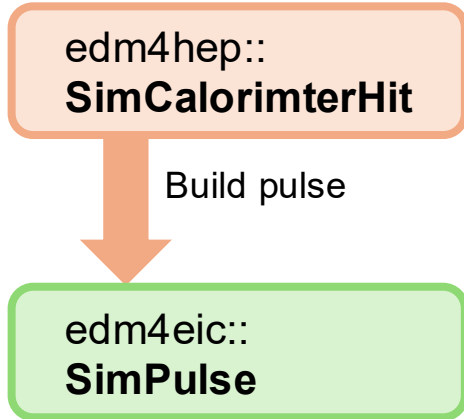 edm4hep::
SimCalorimterHit
Build pulse
edm4eic::
SimPulse